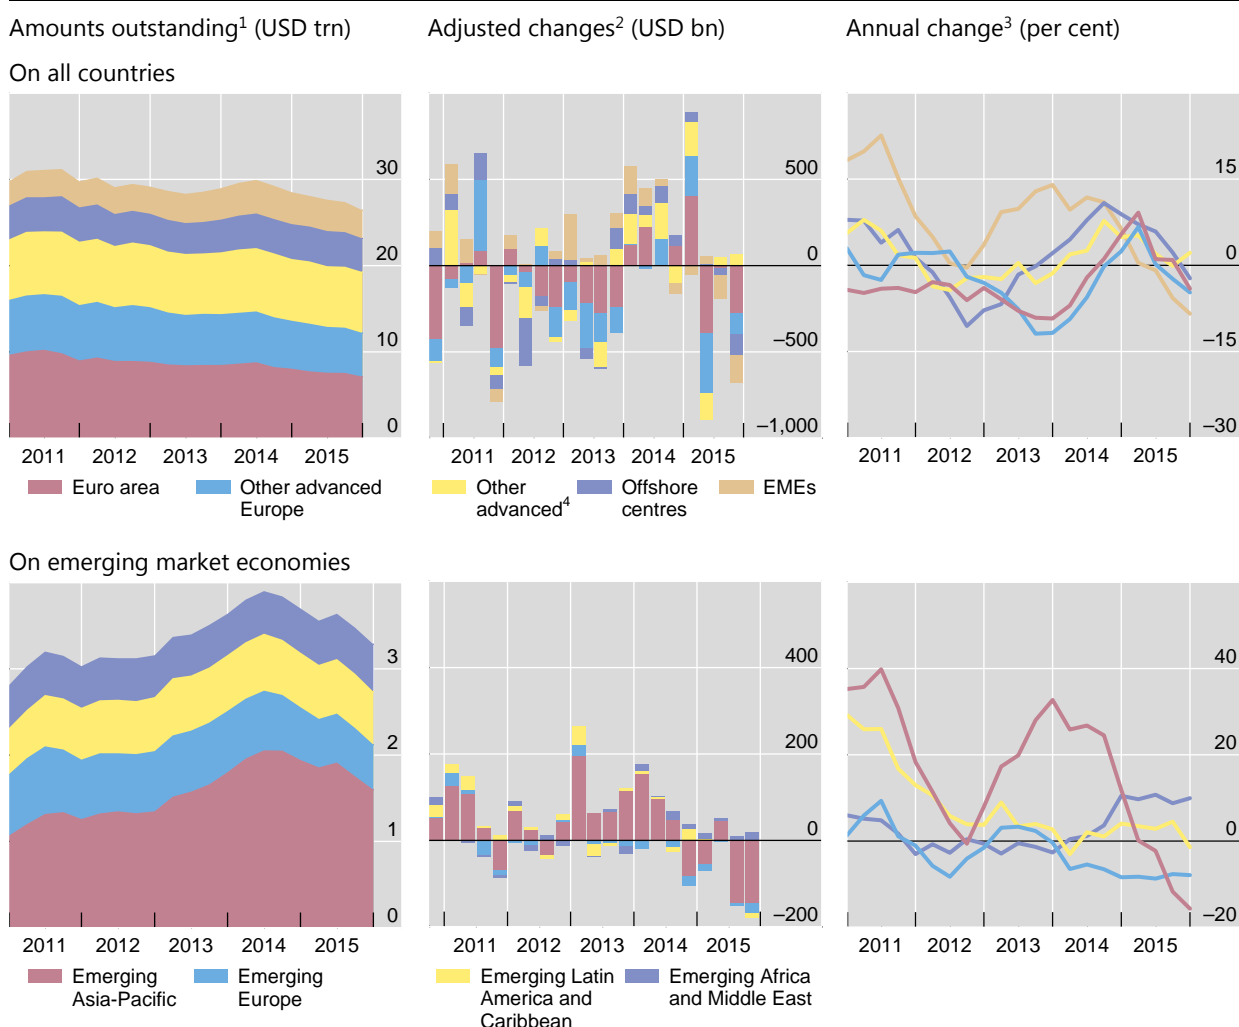 Amounts outstanding¹ (USD trn) Adjusted changes² (USD bn) Annual change³ (per cent)
On all countries
30 500 15
20 0 0
10 –500 –15
0 –1,000 –30
2011 2012 2013 2014 2015 2011 2012 2013 2014 2015 2011 2012 2013 2014 2015
Euro area Other advanced Europe Other advanced⁴ Offshore centres EMEs
On emerging market economies
3 400 40
2 200 20
1 0 0
0 –200 –20
2011 2012 2013 2014 2015 2011 2012 2013 2014 2015 2011 2012 2013 2014 2015
Emerging Asia-Pacific Emerging Europe Emerging Latin America and Caribbean Emerging Africa and Middle East